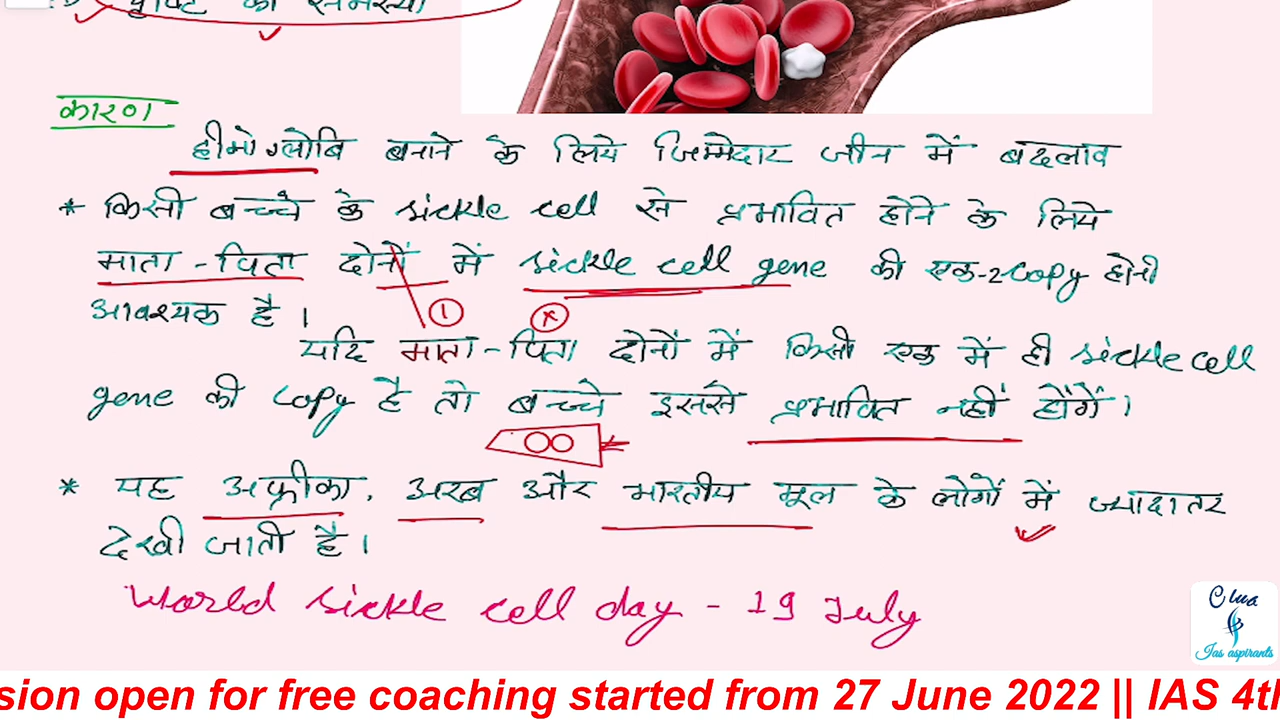 दृष्टि की समस्या
कारण
हीमोग्लोबि बनाने के लिये जिम्मेदार जीन में बदलाव
* किसी बच्चे के sickle cell से प्रभावित होने के लिये
माता-पिता दोनों में sickle cell gene की एक-2 copy होनी
आवश्यक है।
1 x
यदि माता-पिता दोनों में किसी एक में ही sickle cell
gene की copy है तो बच्चे इससे प्रभावित नहीं होंगें।
* यह अफ्रीका, अरब और भारतीय मूल के लोगों में ज्यादातर
देखी जाती है।
World sickle cell day - 19 July
Clue
Ias aspirants
sion open for free coaching started from 27 June 2022 || IAS 4th